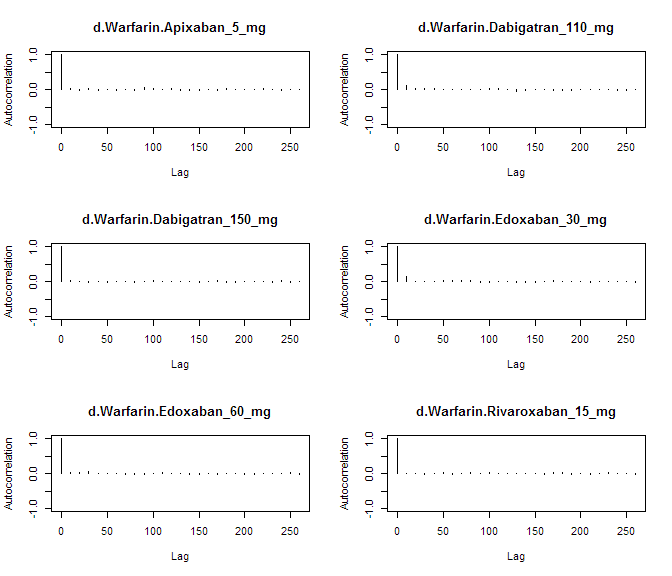 d.Warfarin.Apixaban_5_mg
Autocorrelation
1.0
0.0
-1.0
0 50 100 150 200 250
Lag
d.Warfarin.Dabigatran_110_mg
Autocorrelation
1.0
0.0
-1.0
0 50 100 150 200 250
Lag
d.Warfarin.Dabigatran_150_mg
Autocorrelation
1.0
0.0
-1.0
0 50 100 150 200 250
Lag
d.Warfarin.Edoxaban_30_mg
Autocorrelation
1.0
0.0
-1.0
0 50 100 150 200 250
Lag
d.Warfarin.Edoxaban_60_mg
Autocorrelation
1.0
0.0
-1.0
0 50 100 150 200 250
Lag
d.Warfarin.Rivaroxaban_15_mg
Autocorrelation
1.0
0.0
-1.0
0 50 100 150 200 250
Lag